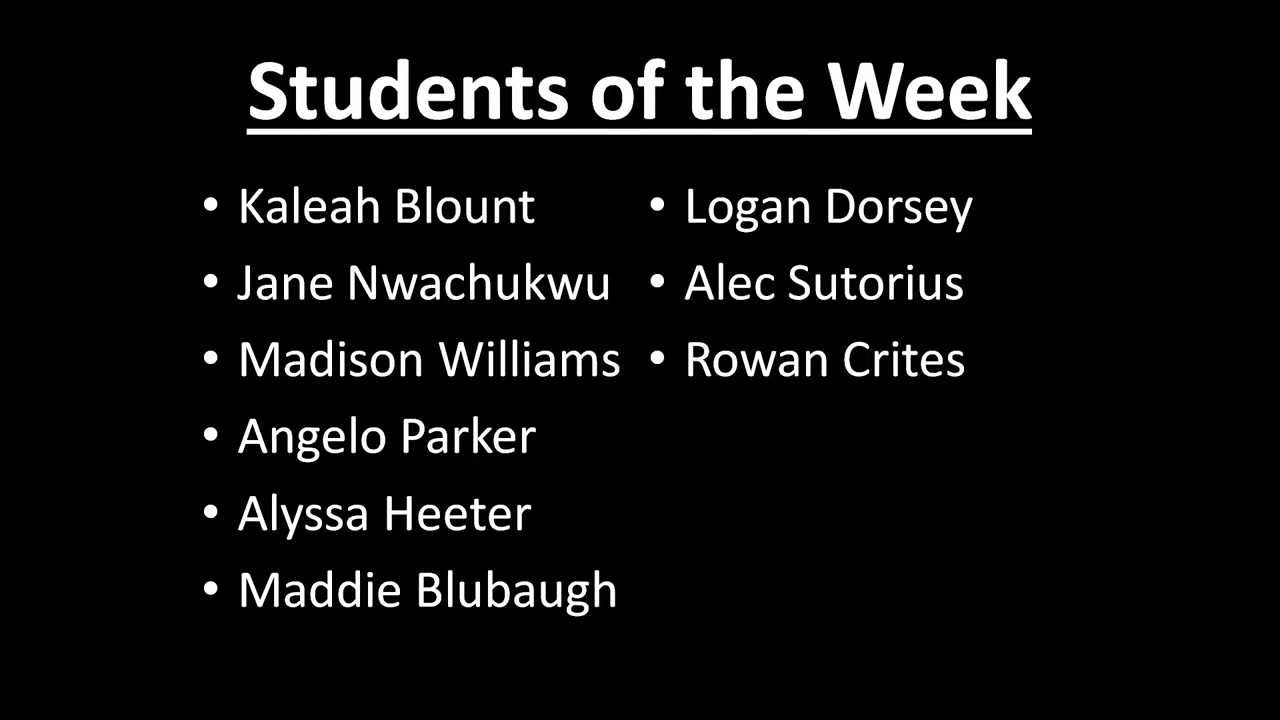 Students of the Week
• Kaleah Blount
• Jane Nwachukwu
• Madison Williams
• Angelo Parker
• Alyssa Heeter
• Maddie Blubaugh
• Logan Dorsey
• Alec Sutorius
• Rowan Crites